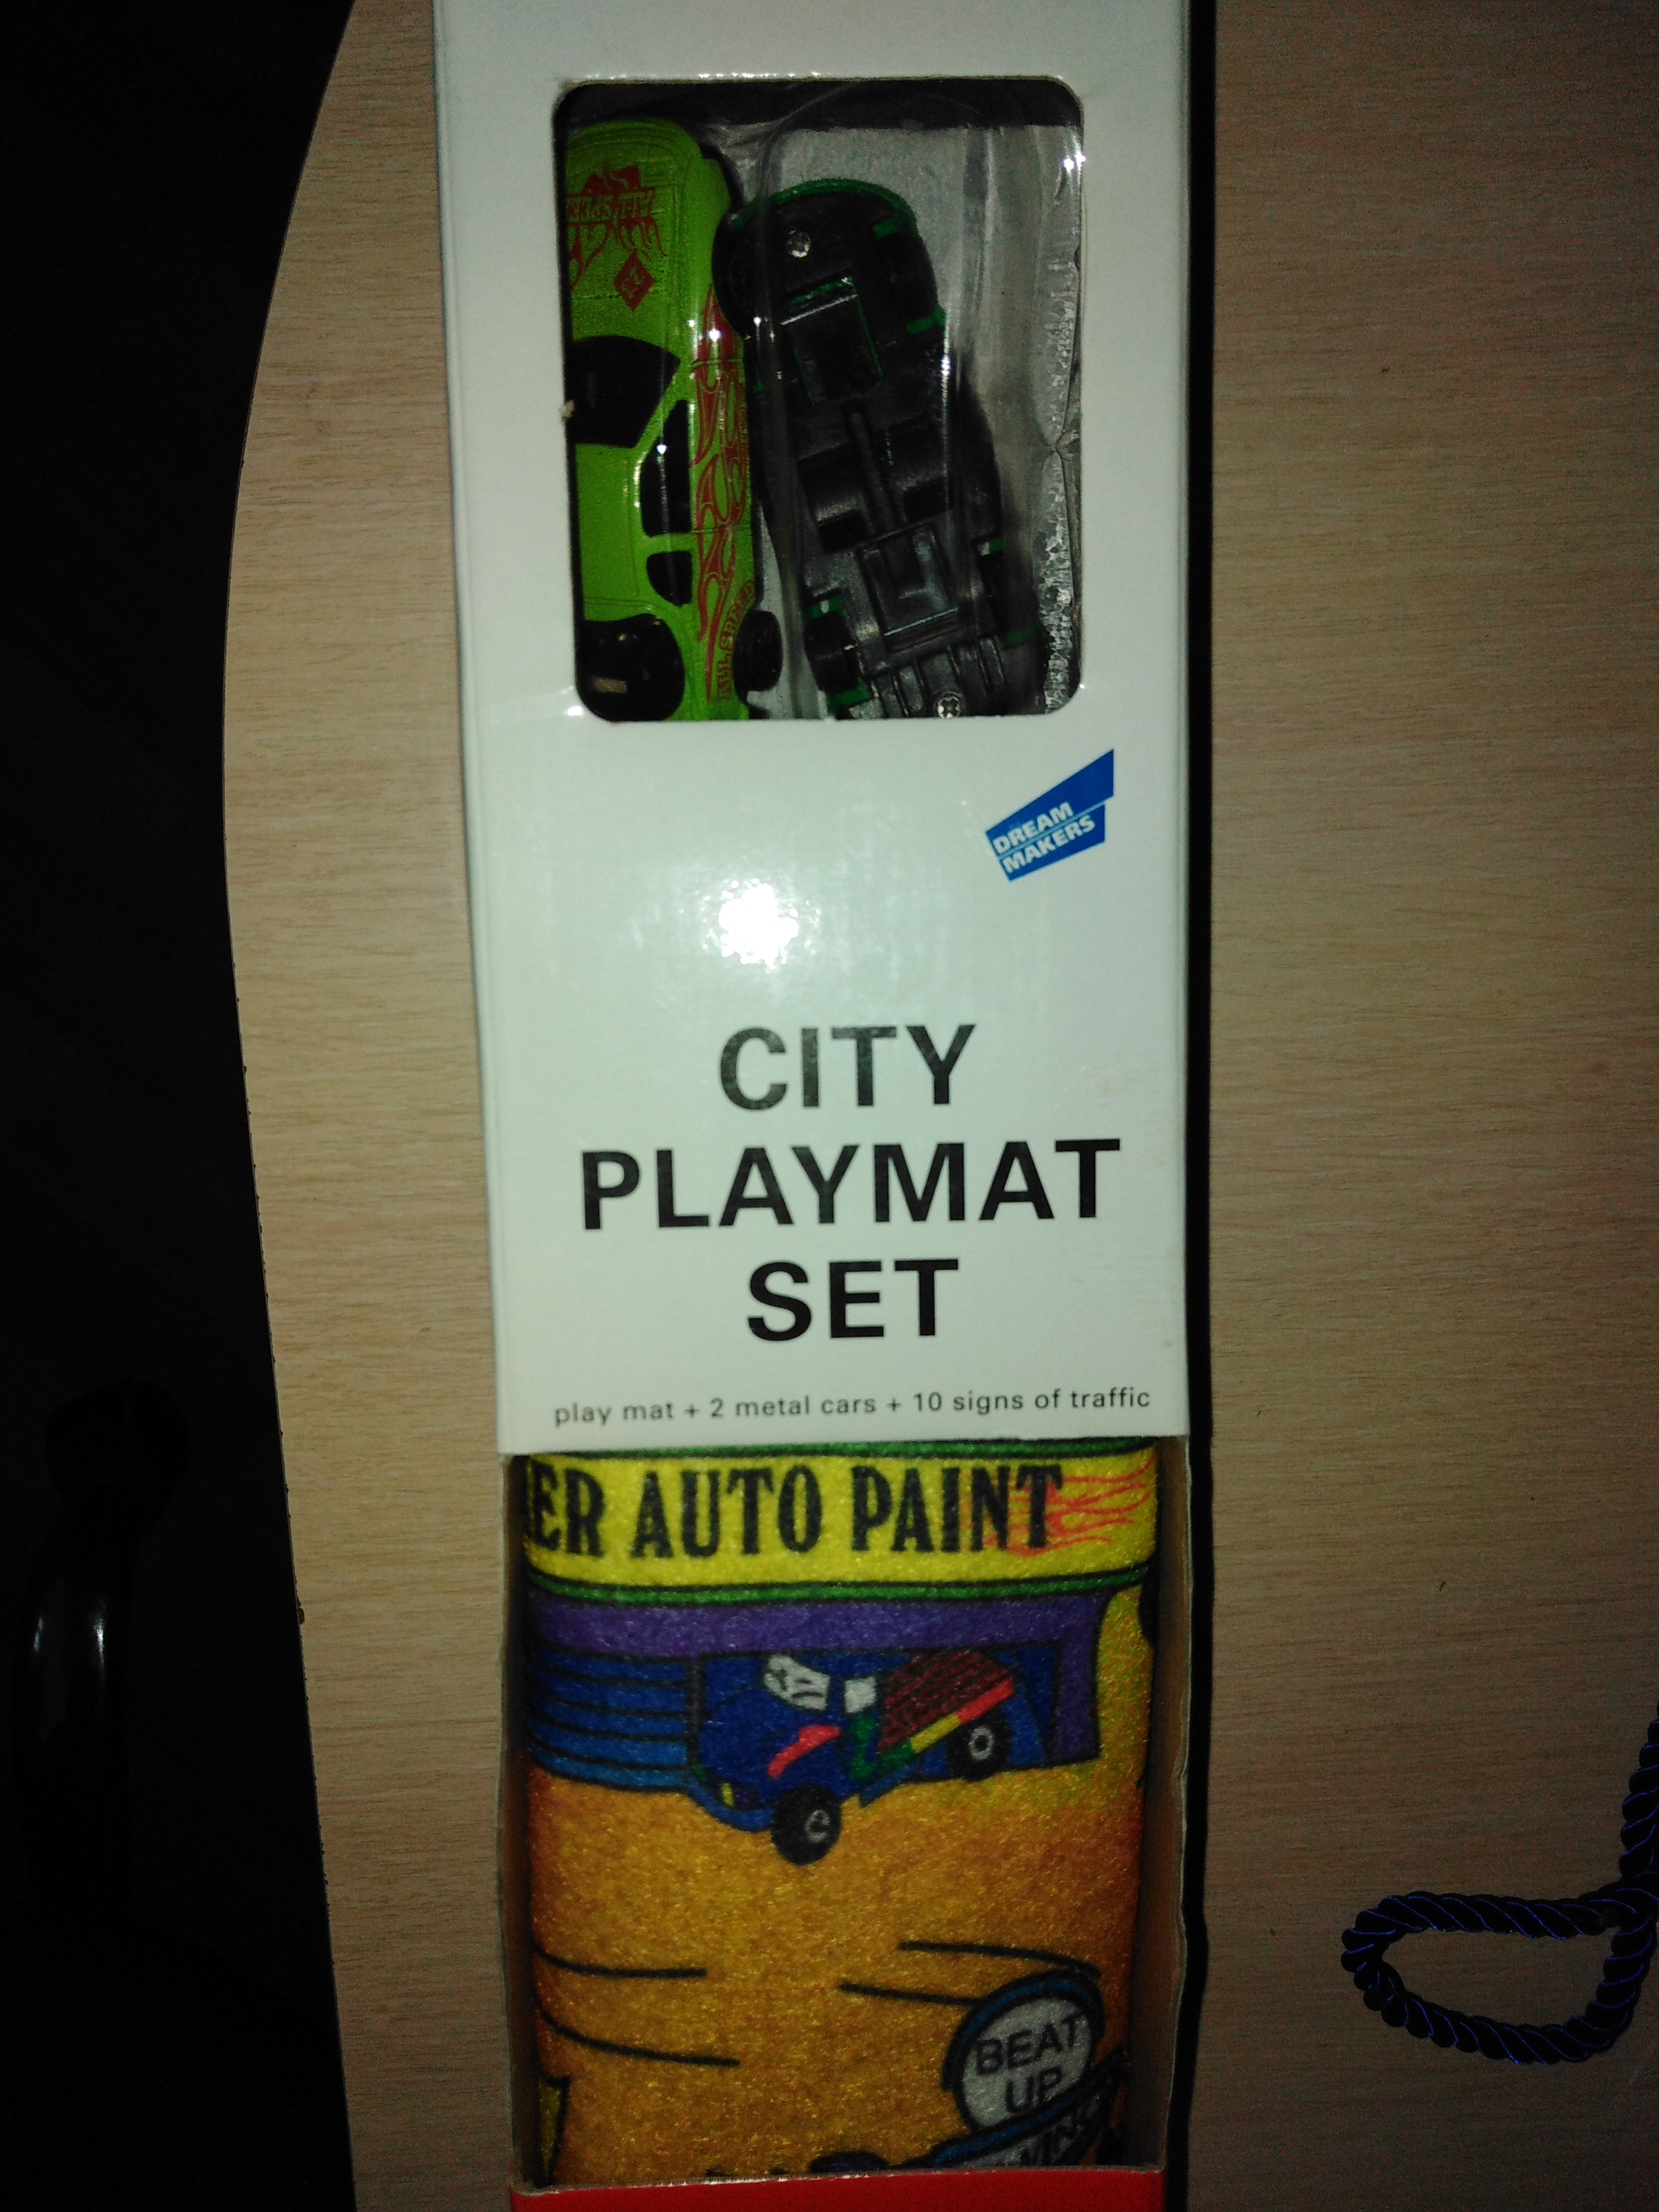 DREAM
MAKERS
CITY
PLAYMAT
SET
play mat + 2 metal cars + 10 signs of traffic
ER AUTO PAINT
BEAT
UP